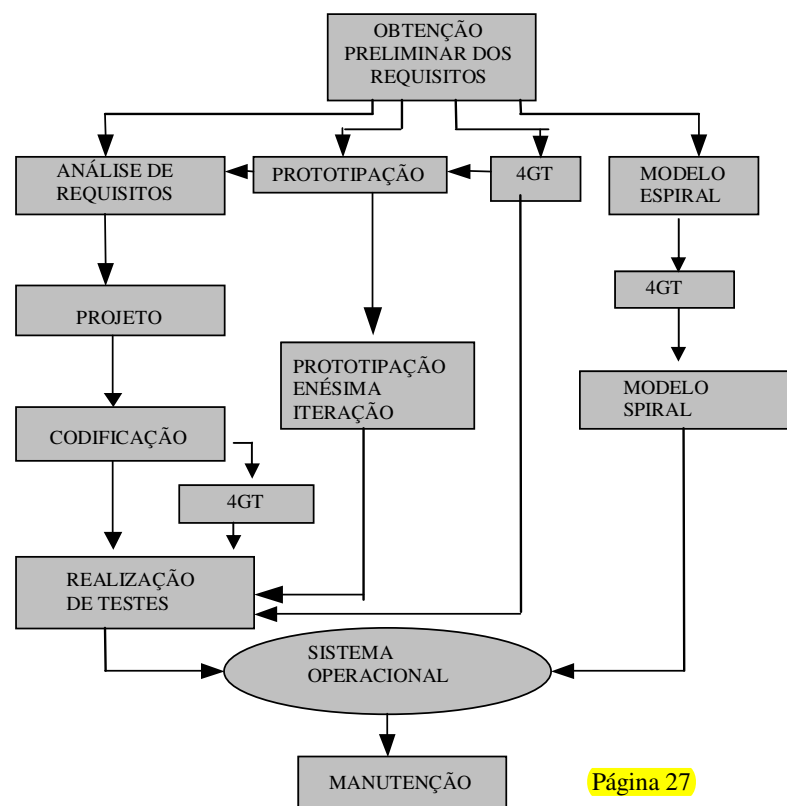 OBTENÇÃO
PRELIMINAR DOS
REQUISITOS
ANÁLISE DE
REQUISITOS
PROTOTIPAÇÃO
4GT
MODELO
ESPIRAL
PROJETO
4GT
PROTOTIPAÇÃO
ENÉSIMA
ITERAÇÃO
MODELO
SPIRAL
CODIFICAÇÃO
4GT
REALIZAÇÃO
DE TESTES
SISTEMA
OPERACIONAL
MANUTENÇÃO
Página 27